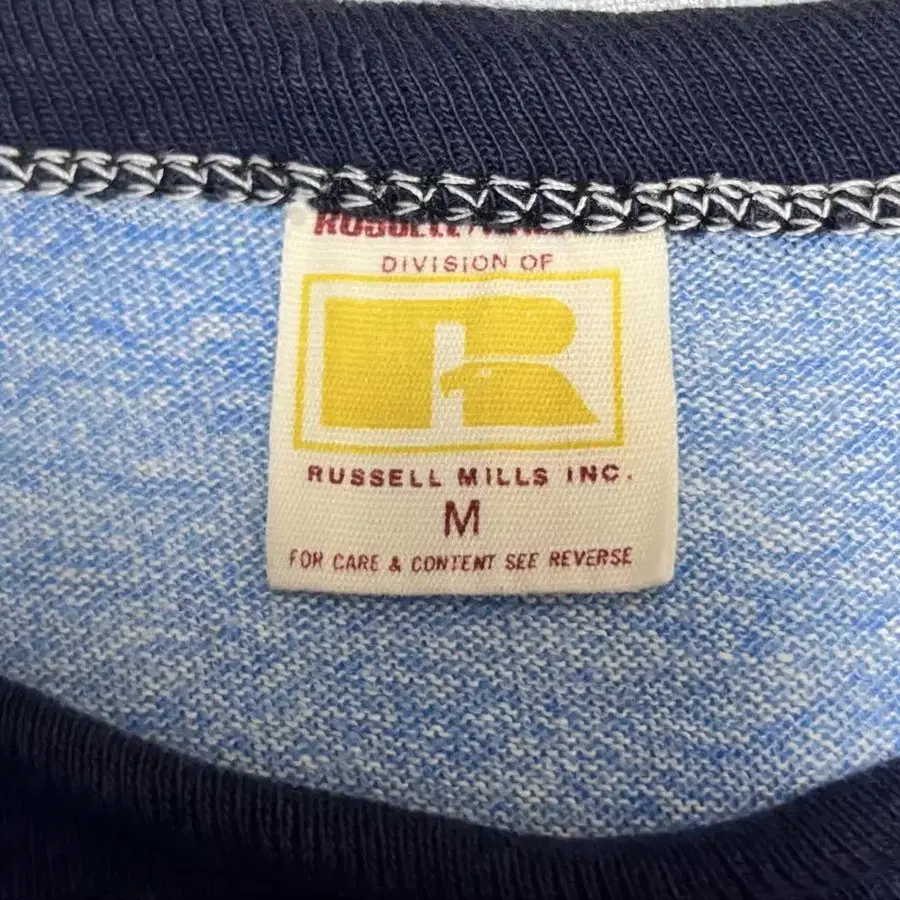 DIVISION OF
R
RUSSELL MILLS INC.
M
FOR CARE & CONTENT SEE REVERSE